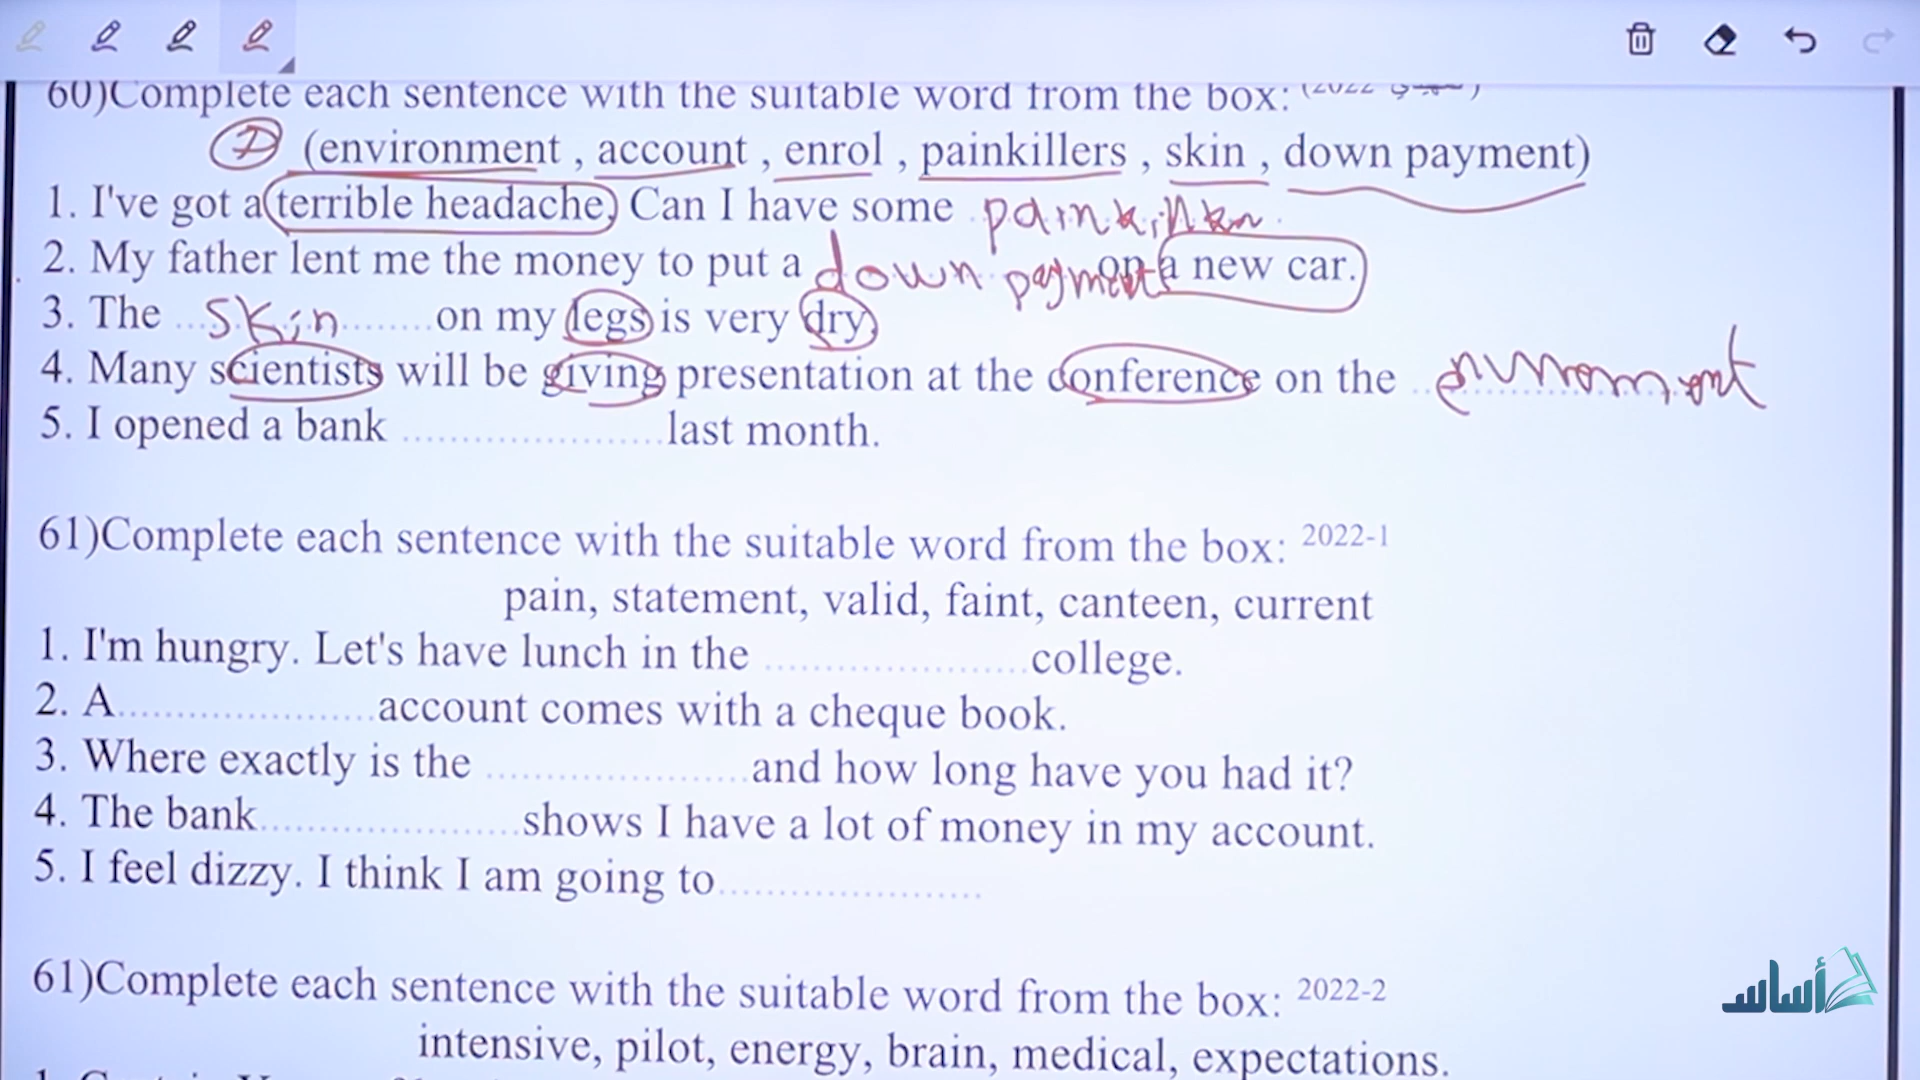 60)Complete each sentence with the suitable word from the box:
(environment , account , enrol , painkillers , skin , down payment)
1. I've got a terrible headache. Can I have some painkillers
2. My father lent me the money to put a down payment on a new car.
3. The ...skin........ on my legs is very dry
4. Many scientists will be giving presentation at the conference on the
5. I opened a bank ...................... last month.
61)Complete each sentence with the suitable word from the box: 2022-1
pain, statement, valid, faint, canteen, current
1. I'm hungry. Let's have lunch in the ...................... college.
2. A...................... account comes with a cheque book.
3. Where exactly is the ...................... and how long have you had it?
4. The bank...................... shows I have a lot of money in my account.
5. I feel dizzy. I think I am going to......................
61)Complete each sentence with the suitable word from the box: 2022-2
intensive, pilot, energy, brain, medical, expectations.
أساس